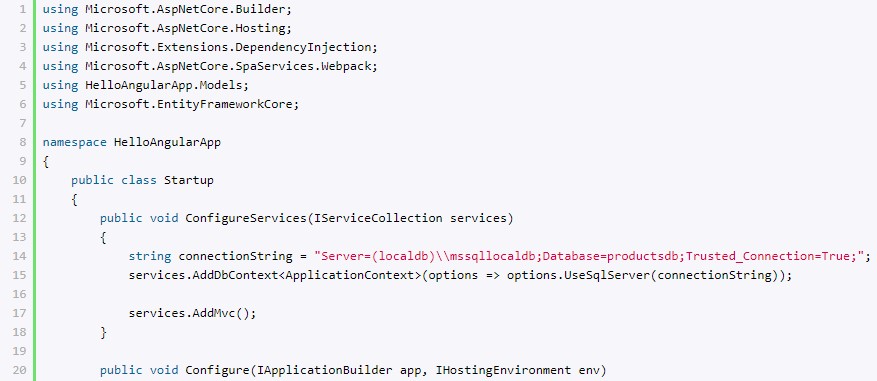 1 using Microsoft.AspNetCore.Builder;
2 using Microsoft.AspNetCore.Hosting;
3 using Microsoft.Extensions.DependencyInjection;
4 using Microsoft.AspNetCore.SpaServices.Webpack;
5 using HelloAngularApp.Models;
6 using Microsoft.EntityFrameworkCore;
7
8 namespace HelloAngularApp
9 {
10     public class Startup
11     {
12         public void ConfigureServices(IServiceCollection services)
13         {
14             string connectionString = "Server=(localdb)\\mssqllocaldb;Database=productsdb;Trusted_Connection=True;";
15             services.AddDbContext<ApplicationContext>(options => options.UseSqlServer(connectionString));
16
17             services.AddMvc();
18         }
19
20         public void Configure(IApplicationBuilder app, IHostingEnvironment env)